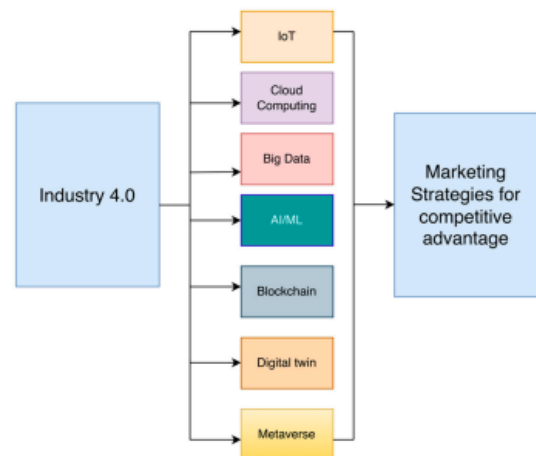 Industry 4.0
IoT
Cloud
Computing
Big Data
AI/ML
Blockchain
Digital twin
Metaverse
Marketing
Strategies for
competitive
advantage